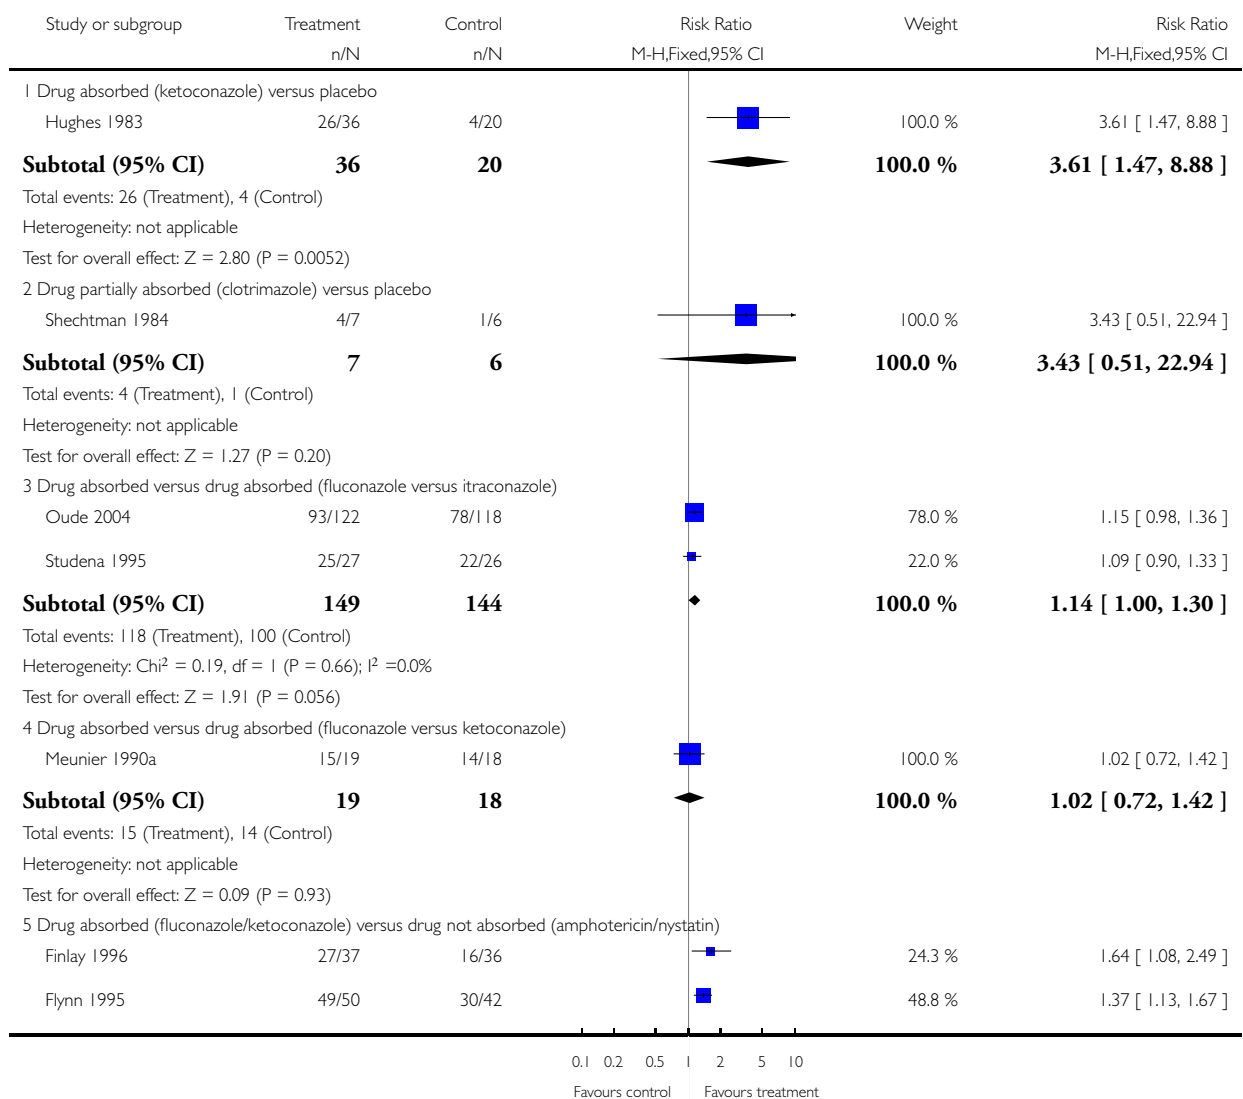 Study or subgroup Treatment Control Risk Ratio Weight Risk Ratio
n/N n/N M-H,Fixed,95% CI M-H,Fixed,95% CI
1 Drug absorbed (ketoconazole) versus placebo
Hughes 1983 26/36 4/20 100.0 % 3.61 [ 1.47, 8.88 ]
Subtotal (95% CI) 36 20 100.0 % 3.61 [ 1.47, 8.88 ]
Total events: 26 (Treatment), 4 (Control)
Heterogeneity: not applicable
Test for overall effect: Z = 2.80 (P = 0.0052)
2 Drug partially absorbed (clotrimazole) versus placebo
Shechtman 1984 4/7 1/6 100.0 % 3.43 [ 0.51, 22.94 ]
Subtotal (95% CI) 7 6 100.0 % 3.43 [ 0.51, 22.94 ]
Total events: 4 (Treatment), 1 (Control)
Heterogeneity: not applicable
Test for overall effect: Z = 1.27 (P = 0.20)
3 Drug absorbed versus drug absorbed (fluconazole versus itraconazole)
Oude 2004 93/122 78/118 78.0 % 1.15 [ 0.98, 1.36 ]
Studena 1995 25/27 22/26 22.0 % 1.09 [ 0.90, 1.33 ]
Subtotal (95% CI) 149 144 100.0 % 1.14 [ 1.00, 1.30 ]
Total events: 118 (Treatment), 100 (Control)
Heterogeneity: Chi² = 0.19, df = 1 (P = 0.66); I² =0.0%
Test for overall effect: Z = 1.91 (P = 0.056)
4 Drug absorbed versus drug absorbed (fluconazole versus ketoconazole)
Meunier 1990a 15/19 14/18 100.0 % 1.02 [ 0.72, 1.42 ]
Subtotal (95% CI) 19 18 100.0 % 1.02 [ 0.72, 1.42 ]
Total events: 15 (Treatment), 14 (Control)
Heterogeneity: not applicable
Test for overall effect: Z = 0.09 (P = 0.93)
5 Drug absorbed (fluconazole/ketoconazole) versus drug not absorbed (amphotericin/nystatin)
Finlay 1996 27/37 16/36 24.3 % 1.64 [ 1.08, 2.49 ]
Flynn 1995 49/50 30/42 48.8 % 1.37 [ 1.13, 1.67 ]
0.1 0.2 0.5 1 2 5 10
Favours control Favours treatment